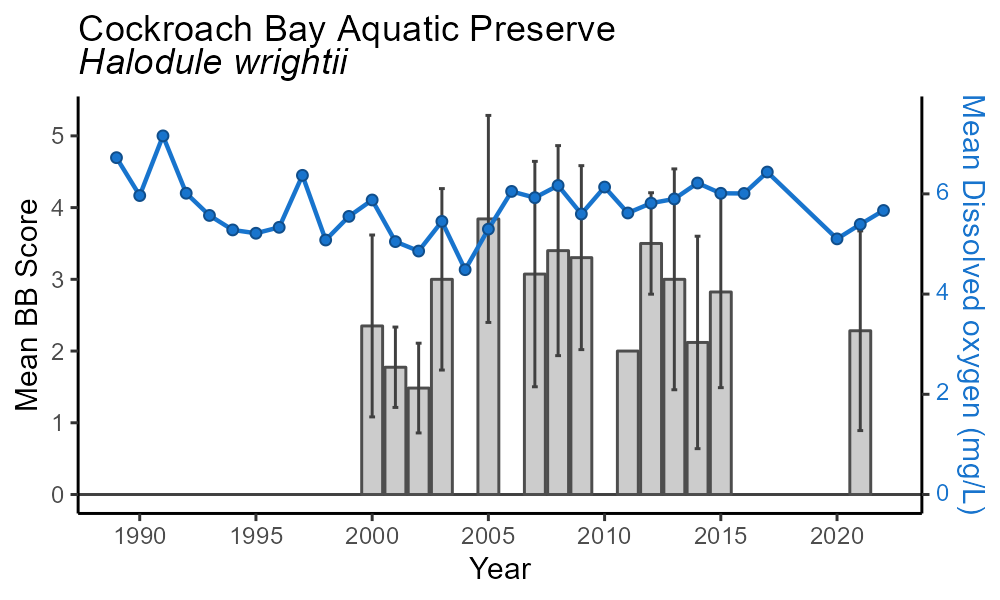 Cockroach Bay Aquatic Preserve
Halodule wrightii
Mean BB Score
5
4
3
2
1
0
6
4
2
0
Mean Dissolved oxygen (mg/L)
1990 1995 2000 2005 2010 2015 2020
Year